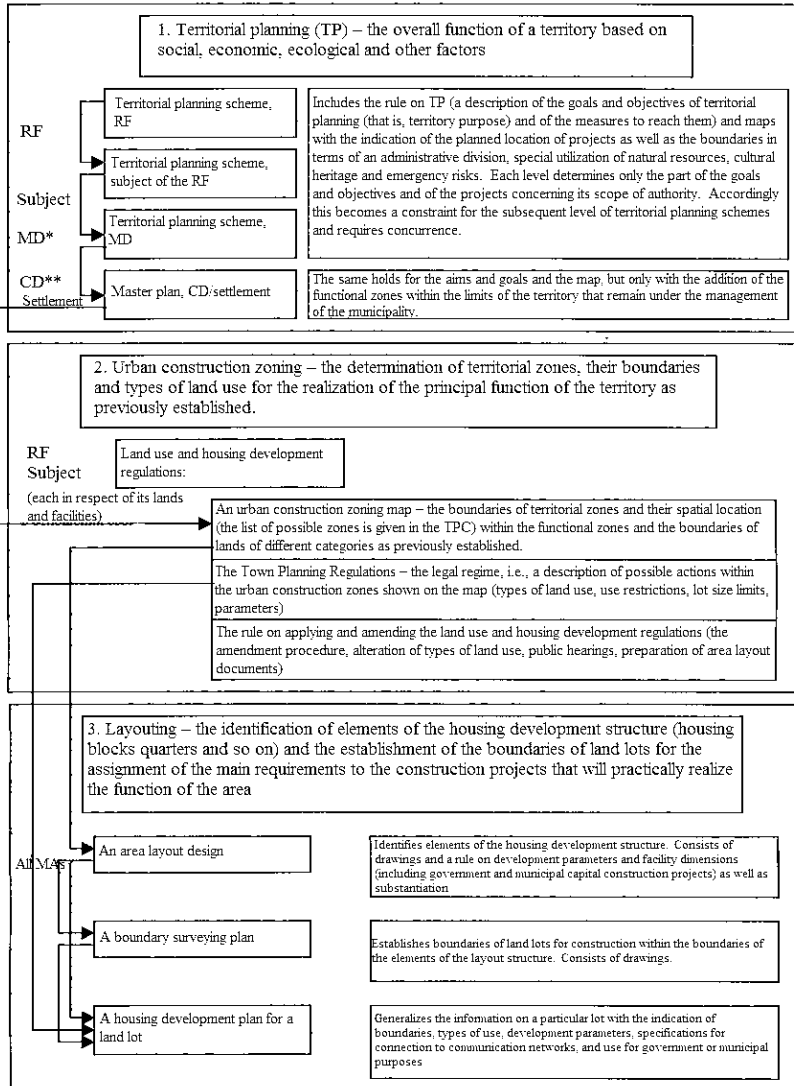 1. Territorial planning (TP) – the overall function of a territory based on
social, economic, ecological and other factors
RF
Subject
MD*
CD**
Settlement
Territorial planning scheme,
RF
Territorial planning scheme,
subject of the RF
Territorial planning scheme,
MD
Includes the rule on TP (a description of the goals and objectives of territorial
planning (that is, territory purpose) and of the measures to reach them) and maps
with the indication of the planned location of projects as well as the boundaries in
terms of an administrative division, special utilization of natural resources, cultural
heritage and emergency risks. Each level determines only the part of the goals
and objectives and of the projects concerning its scope of authority. Accordingly
this becomes a constraint for the subsequent level of territorial planning schemes
and requires concurrence.
Master plan, CD/settlement
The same holds for the aims and goals and the map, but only with the addition of the
functional zones within the limits of the territory that remain under the management
of the municipality.
2. Urban construction zoning – the determination of territorial zones, their boundaries
and types of land use for the realization of the principal function of the territory as
previously established.
RF
Subject
(each in respect of its lands
and facilities)
Land use and housing development
regulations:
An urban construction zoning map – the boundaries of territorial zones and their spatial location
(the list of possible zones is given in the TPC) within the functional zones and the boundaries of
lands of different categories as previously established.
The Town Planning Regulations – the legal regime, i.e., a description of possible actions within
the urban construction zones shown on the map (types of land use, use restrictions, lot size limits,
parameters)
The rule on applying and amending the land use and housing development regulations (the
amendment procedure, alteration of types of land use, public hearings, preparation of area layout
documents)
3. Layouting – the identification of elements of the housing development structure (housing
blocks quarters and so on) and the establishment of the boundaries of land lots for the
assignment of the main requirements to the construction projects that will practically realize
the function of the area
All MAs
An area layout design
Identifies elements of the housing development structure. Consists of
drawings and a rule on development parameters and facility dimensions
(including government and municipal capital construction projects) as well as
substantiation
A boundary surveying plan
Establishes boundaries of land lots for construction within the boundaries of
the elements of the layout structure. Consists of drawings.
A housing development plan for a
land lot
Generalizes the information on a particular lot with the indication of
boundaries, types of use, development parameters, specifications for
connection to communication networks, and use for government or municipal
purposes